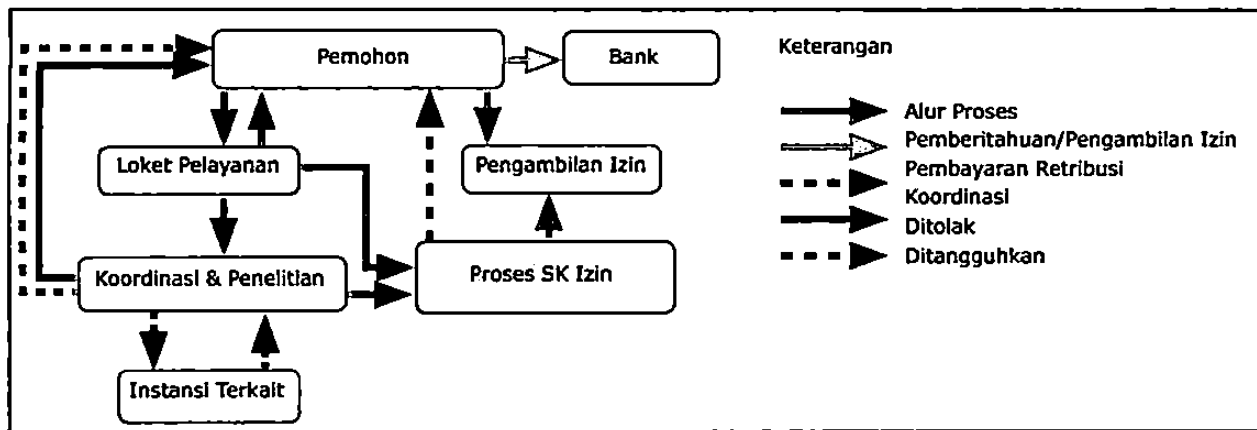 Pemohon
Bank
Keterangan
Alur Proses
Pemberitahuan/Pengambilan Izin
Pembayaran Retribusi
Koordinasi
Ditolak
Ditangguhkan
Loket Pelayanan
Pengambilan Izin
Koordinasi & Penelitian
Proses SK Izin
Instansi Terkait